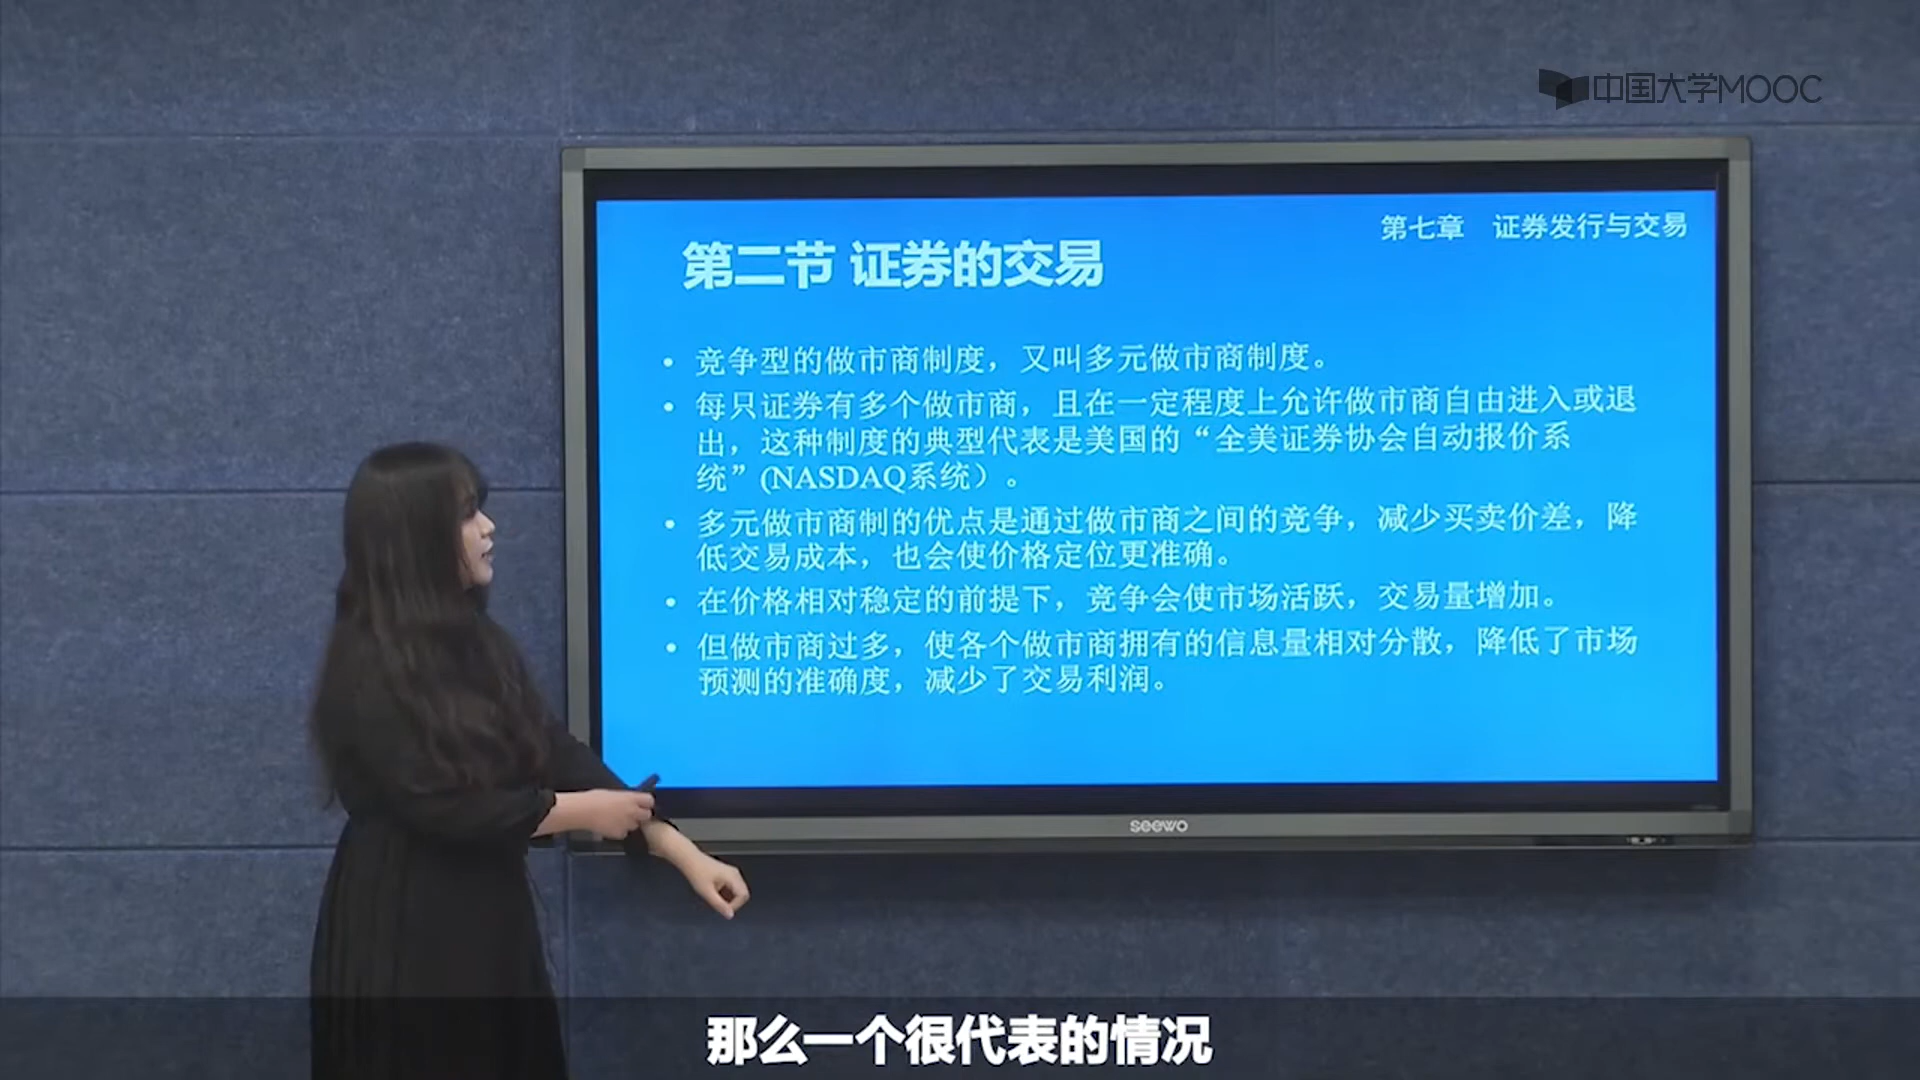 中国大学MOOC
第七章 证券发行与交易
第二节 证券的交易
• 竞争型的做市商制度，又叫多元做市商制度。
• 每只证券有多个做市商，且在一定程度上允许做市商自由进入或退
出，这种制度的典型代表是美国的“全美证券协会自动报价系
统”(NASDAQ系统）。
• 多元做市商制的优点是通过做市商之间的竞争，减少买卖价差，降
低交易成本，也会使价格定位更准确。
• 在价格相对稳定的前提下，竞争会使市场活跃，交易量增加。
• 但做市商过多，使各个做市商拥有的信息量相对分散，降低了市场
预测的准确度，减少了交易利润。
seewo
那么一个很代表的情况